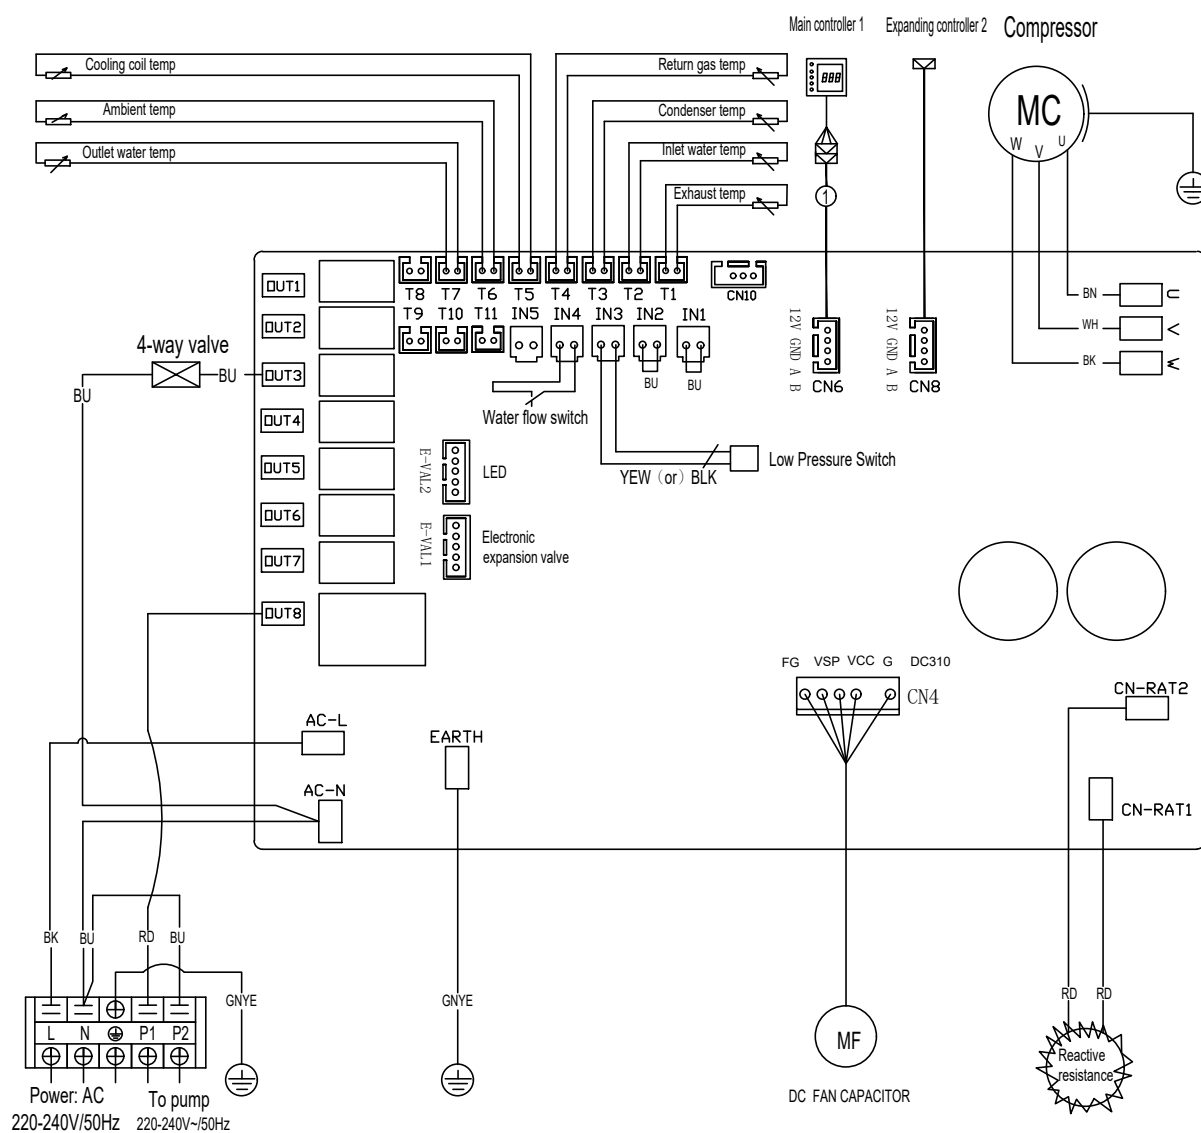 Main controller 1
Expanding controller 2
Compressor
Cooling coil temp
Return gas temp
888
MC
Ambient temp
Condenser temp
W V U
Outlet water temp
Inlet water temp
Exhaust temp
1
OUT1
T8 T7 T6 T5 T4 T3 T2 T1
CN10
BN
U
T9 T10 T11 IN5 IN4 IN3 IN2 IN1
OUT2
WH
V
4-way valve
12V GND A B
12V GND A B
BK
W
BU
OUT3
BU
BU
BU
CN6
CN8
Water flow switch
OUT4
E-VAL2
LED
Low Pressure Switch
OUT5
YEW（or）BLK
OUT6
E-VAL1
Electronic
expansion valve
OUT7
OUT8
FG VSP VCC G DC310
CN4
CN-RAT2
AC-L
EARTH
AC-N
CN-RAT1
BK BU RD BU
GNYE
GNYE
RD RD
L N P1 P2
MF
Reactive
resistance
Power: AC
220-240V/50Hz
To pump
220-240V~/50Hz
DC FAN CAPACITOR